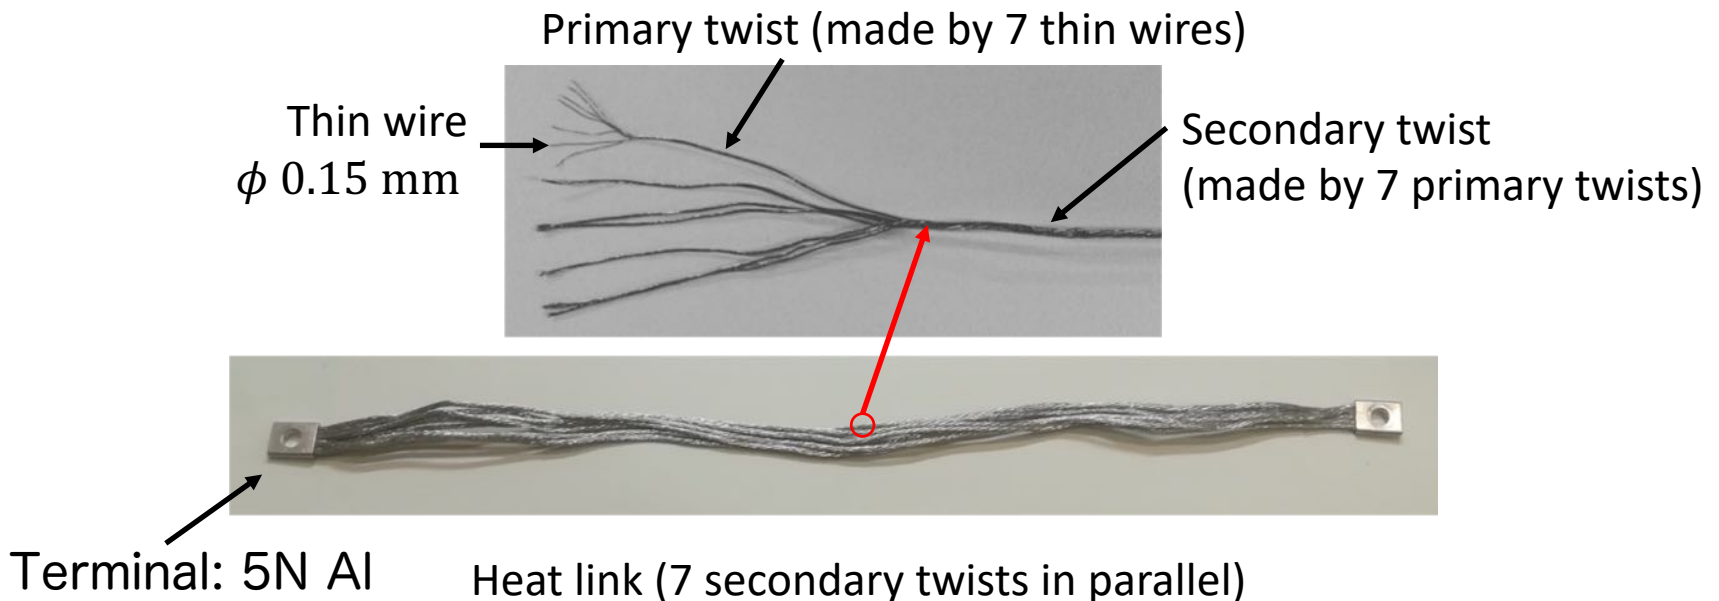 Primary twist (made by 7 thin wires)
Thin wire
ϕ 0.15 mm
Secondary twist
(made by 7 primary twists)
Terminal: 5N Al
Heat link (7 secondary twists in parallel)